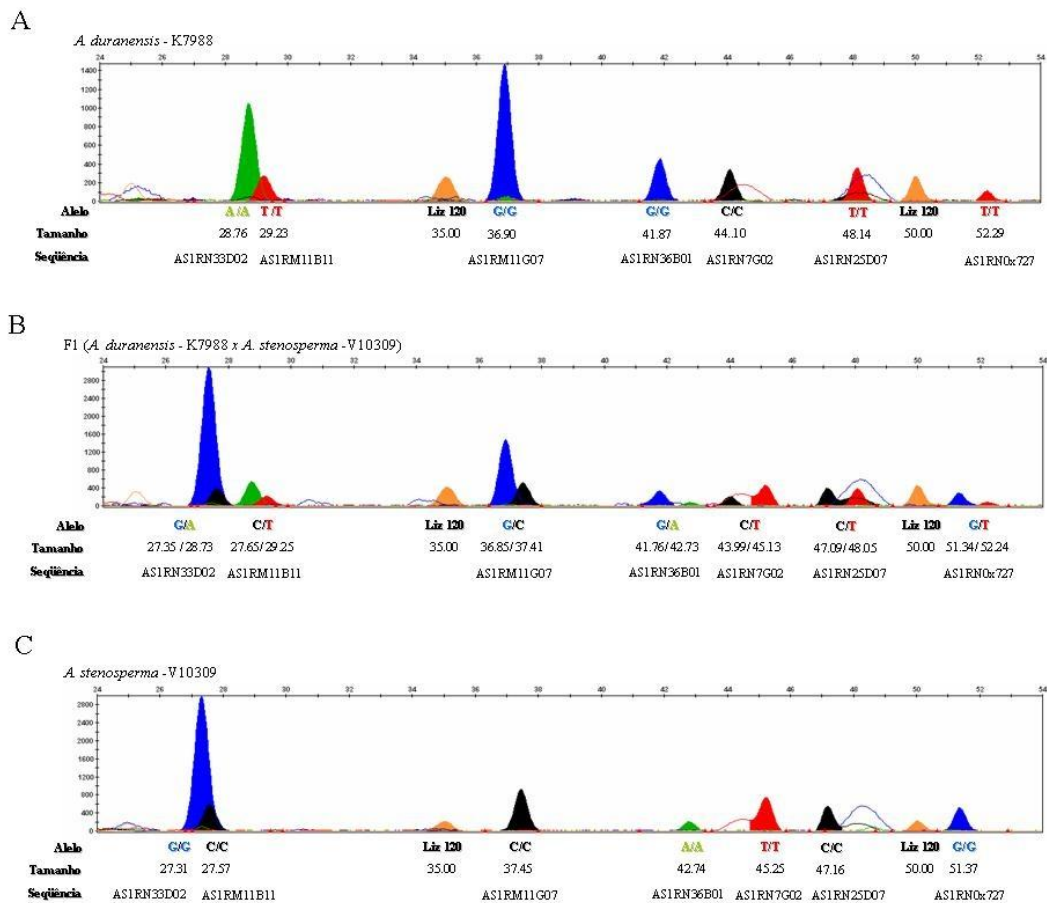 A
A. duranensis - K7988
24 26 28 30 32 34 36 38 40 42 44 46 48 50 52 54
1400
1200
1000
800
600
400
200
0
Alelo A/A T/T Liz 120 G/G G/G C/C T/T Liz 120 T/T
Tamanho 28.76 29.23 35.00 36.90 41.87 44..10 48.14 50.00 52.29
Seqüência AS1RN33D02 AS1RM11B11 AS1RM11G07 AS1RN36B01 AS1RN7G02 AS1RN25D07 AS1RN0x727
B
F1 (A. duranensis - K7988 x A. stenosperma - V10309)
24 26 28 30 32 34 36 38 40 42 44 46 48 50 52 54
2800
2400
2000
1600
1200
800
400
0
Alelo G/A C/T Liz 120 G/C G/A C/T C/T Liz 120 G/T
Tamanho 27.35 /28.73 27.65/29.25 35.00 36.85/37.41 41.76/42.73 43.99/45.13 47.09/48.05 50.00 51.34/52.24
Seqüência AS1RN33D02 AS1RM11B11 AS1RM11G07 AS1RN36B01 AS1RN7G02 AS1RN25D07 AS1RN0x727
C
A. stenosperma - V10309
24 26 28 30 32 34 36 38 40 42 44 46 48 50 52 54
2800
2400
2000
1600
1200
800
400
0
Alelo G/G C/C Liz 120 C/C A/A T/T C/C Liz 120 G/G
Tamanho 27.31 27.57 35.00 37.45 42.74 45.25 47.16 50.00 51.37
Seqüência AS1RN33D02 AS1RM11B11 AS1RM11G07 AS1RN36B01 AS1RN7G02 AS1RN25D07 AS1RN0x727